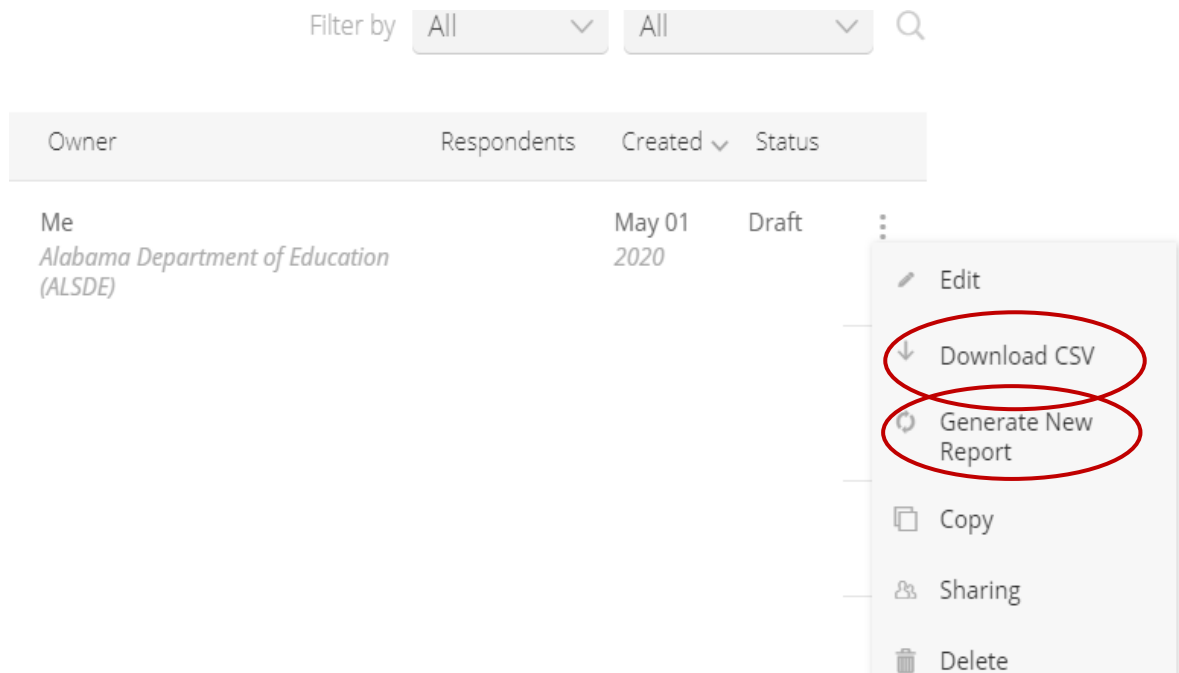 Filter by All All
Owner Respondents Created Status
Me May 01 Draft
Alabama Department of Education 2020
(ALSDE)
Edit
Download CSV
Generate New
Report
Copy
Sharing
Delete